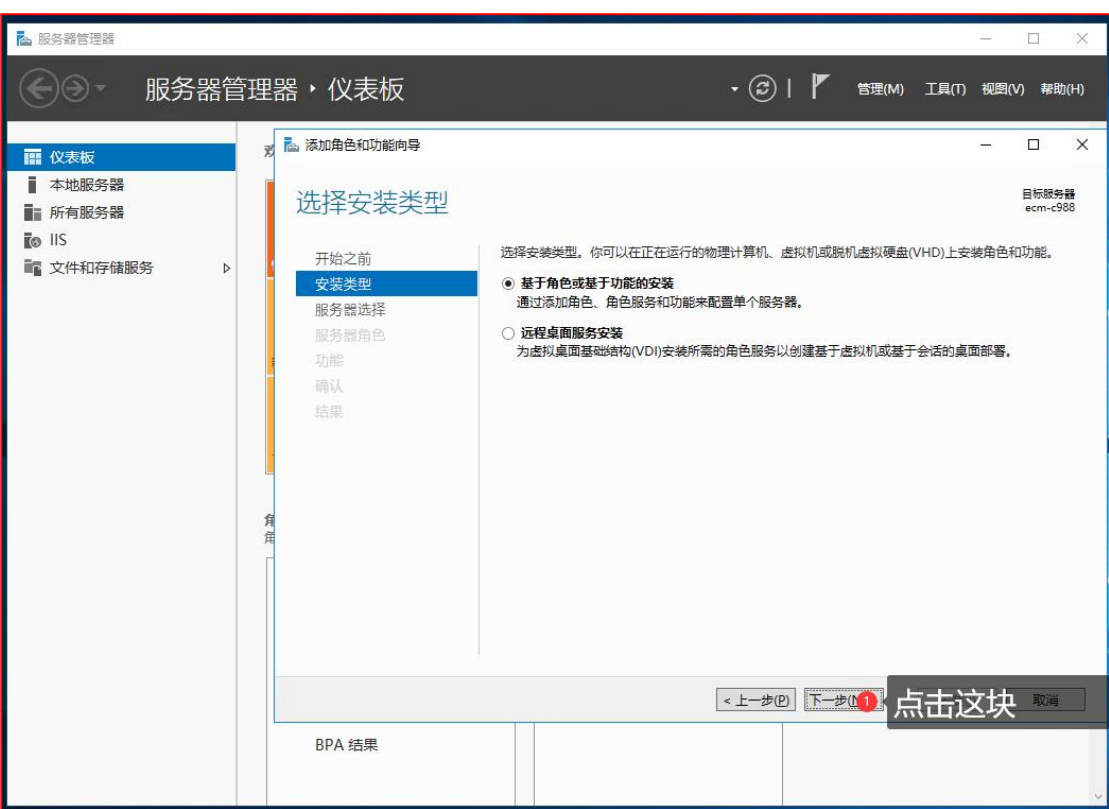 服务器管理器
服务器管理器 · 仪表板
管理(M) 工具(T) 视图(V) 帮助(H)
仪表板
本地服务器
所有服务器
IIS
文件和存储服务
添加角色和功能向导
选择安装类型
目标服务器
ecm-c988
开始之前
安装类型
服务器选择
服务器角色
功能
确认
结果
选择安装类型。你可以在正在运行的物理计算机、虚拟机或脱机虚拟硬盘(VHD)上安装角色和功能。
基于角色或基于功能的安装
通过添加角色、角色服务和功能来配置单个服务器。
远程桌面服务安装
为虚拟桌面基础结构(VDI)安装所需的角色服务以创建基于虚拟机或基于会话的桌面部署。
< 上一步(P)
下一步(N
1
点击这块
取消
BPA 结果